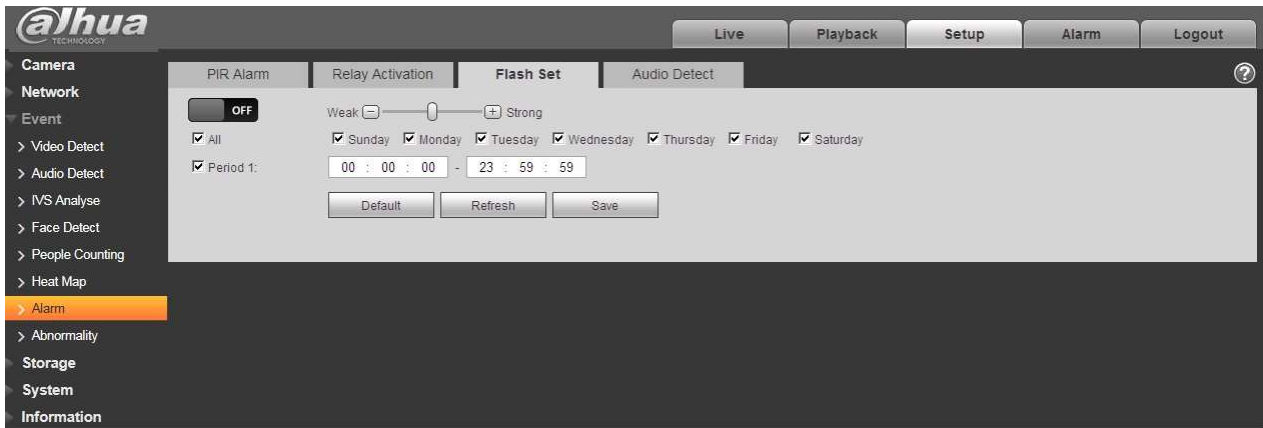 alhua
TECHNOLOGY
Live Playback Setup Alarm Logout
Camera
Network
Event
> Video Detect
> Audio Detect
> IVS Analyse
> Face Detect
> People Counting
> Heat Map
> Alarm
> Abnormality
Storage
System
Information
PIR Alarm Relay Activation Flash Set Audio Detect
?
OFF Weak - + Strong
All Sunday Monday Tuesday Wednesday Thursday Friday Saturday
Period 1: 00 : 00 : 00 - 23 : 59 : 59
Default Refresh Save